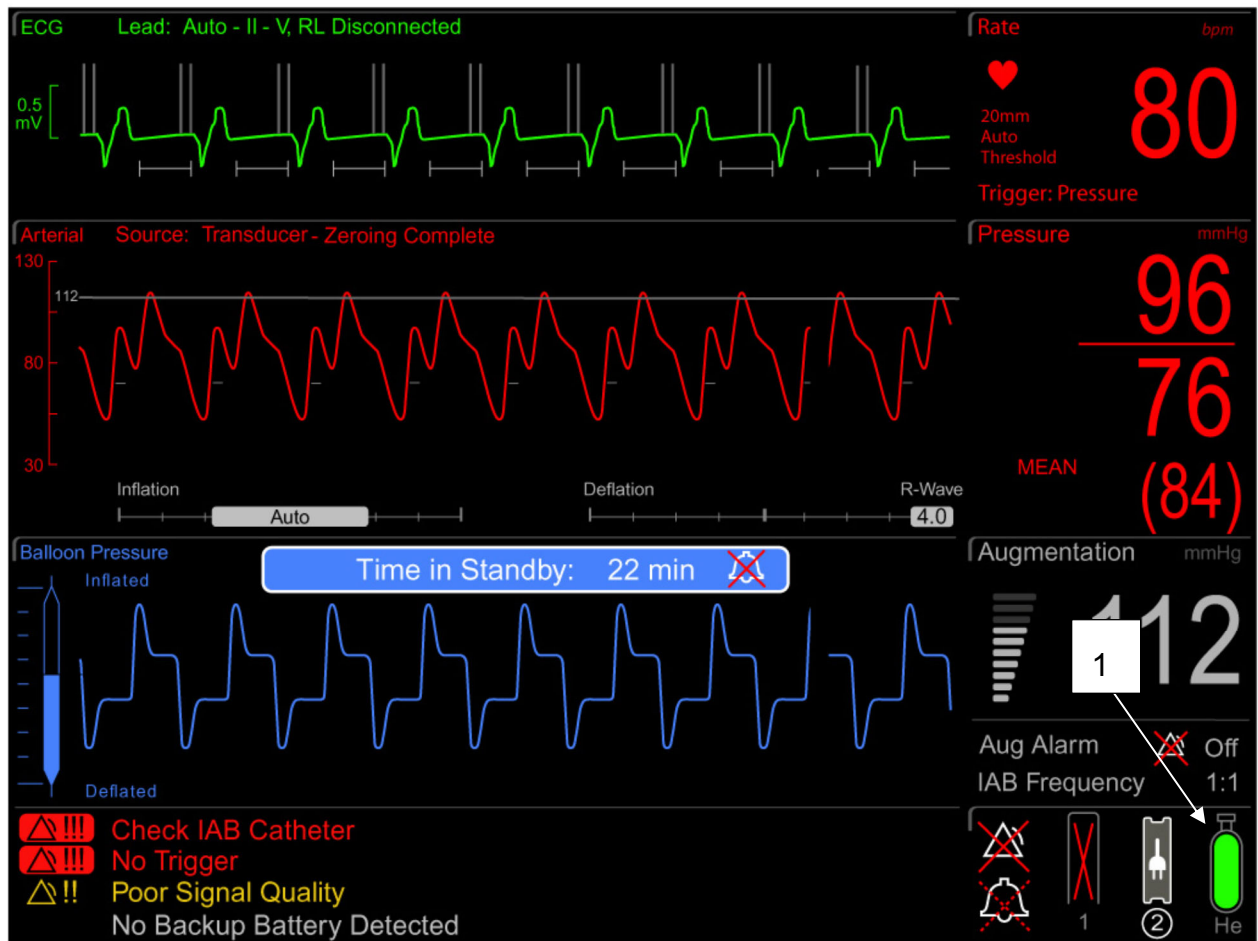 ECG Lead: Auto - II - V, RL Disconnected
0.5
mV
Rate bpm
80
20mm
Auto
Threshold
Trigger: Pressure
Arterial Source: Transducer - Zeroing Complete
130
112
80
30
Pressure mmHg
96
76
MEAN (84)
Inflation Deflation R-Wave
Auto 4.0
Balloon Pressure
Time in Standby: 22 min
Inflated
Deflated
Augmentation mmHg
112
1
Aug Alarm Off
IAB Frequency 1:1
!!! Check IAB Catheter
!!! No Trigger
!! Poor Signal Quality
No Backup Battery Detected
1 2 He